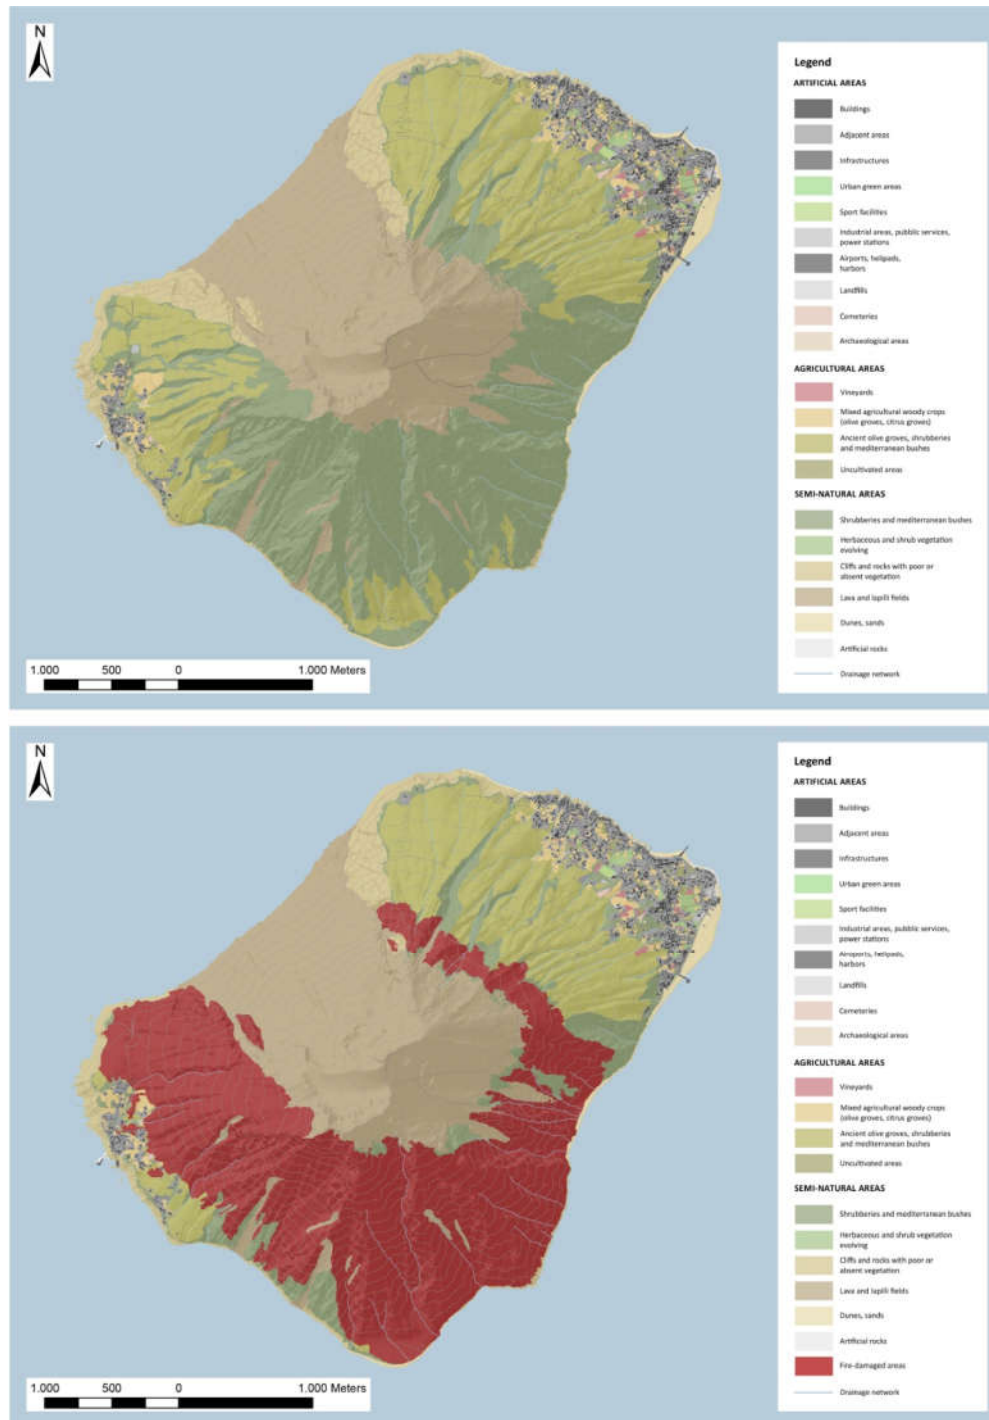 N
Legend
ARTIFICIAL AREAS
Buildings
Adjacent areas
Infrastructures
Urban green areas
Sport facilities
Industrial areas, pubblic services,
power stations
Airports, helipads,
harbors
Landfills
Cemeteries
Archaeological areas
AGRICULTURAL AREAS
Vineyards
Mixed agricultural woody crops
(olive groves, citrus groves)
Ancient olive groves, shrubberies
and mediterranean bushes
Uncultivated areas
SEMI-NATURAL AREAS
Shrubberies and mediterranean bushes
Herbaceous and shrub vegetation
evolving
Cliffs and rocks with poor or
absent vegetation
Lava and lapilli fields
Dunes, sands
Artificial rocks
Drainage network
1.000 500 0 1.000 Meters
N
Legend
ARTIFICIAL AREAS
Buildings
Adjacent areas
Infrastructures
Urban green areas
Sport facilities
Industrial areas, pubblic services,
power stations
helipads,
harbors
Landfills
Cemeteries
Archaeological areas
AGRICULTURAL AREAS
Vineyards
Mixed agricultural woody crops
(olive groves, citrus groves)
Ancient olive groves, shrubberies
and mediterranean bushes
Uncultivated areas
SEMI-NATURAL AREAS
Shrubberies and mediterranean bushes
Herbaceous and shrub vegetation
evolving
Cliffs and rocks with poor or
absent vegetation
Lava and lapilli fields
Dunes, sands
Artificial rocks
Fire-damaged areas
Drainage network
1.000 500 0 1.000 Meters